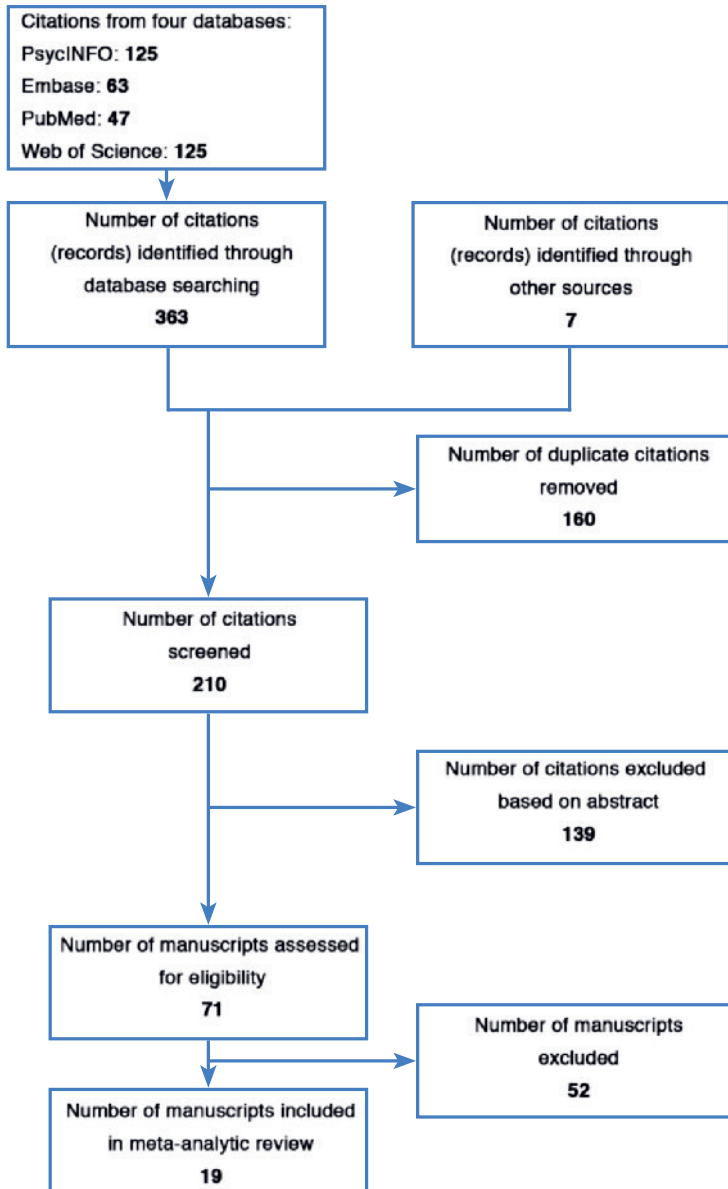 Citations from four databases:
PsycINFO: 125
Embase: 63
PubMed: 47
Web of Science: 125
Number of citations
(records) identified through
database searching
363
Number of citations
(records) identified through
other sources
7
Number of duplicate citations
removed
160
Number of citations
screened
210
Number of citations excluded
based on abstract
139
Number of manuscripts assessed
for eligibility
71
Number of manuscripts
excluded
52
Number of manuscripts included
in meta-analytic review
19